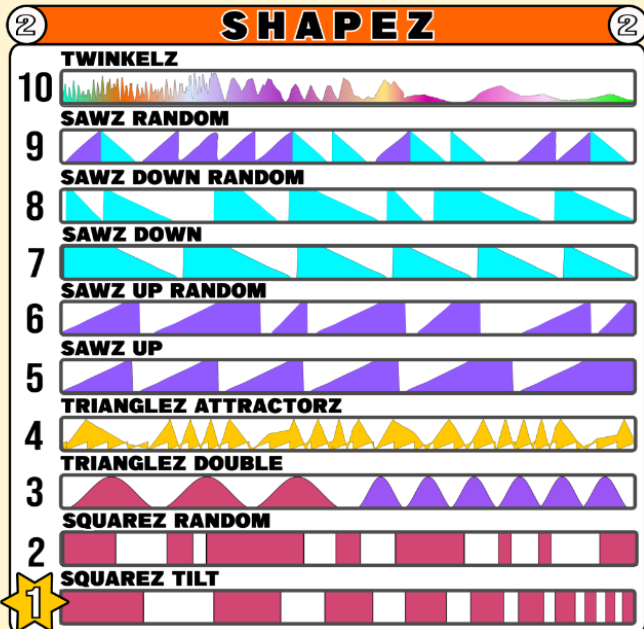 2 SHAPEZ 2
TWINKELZ
10
SAWZ RANDOM
9
SAWZ DOWN RANDOM
8
SAWZ DOWN
7
SAWZ UP RANDOM
6
SAWZ UP
5
TRIANGLEZ ATTRACTORZ
4
TRIANGLEZ DOUBLE
3
SQUAREZ RANDOM
2
SQUAREZ TILT
1